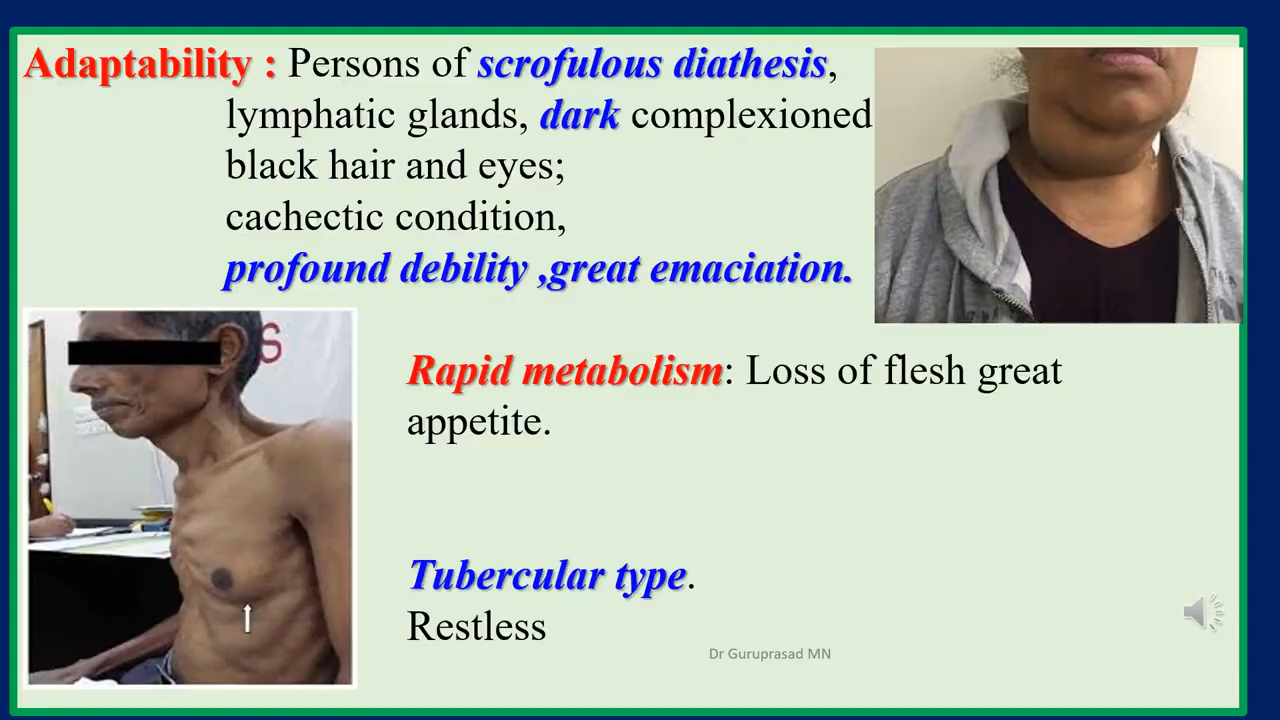 Adaptability : Persons of scrofulous diathesis,
lymphatic glands, dark complexioned
black hair and eyes;
cachectic condition,
profound debility ,great emaciation.
Rapid metabolism: Loss of flesh great
appetite.
Tubercular type.
Restless
Dr Guruprasad MN